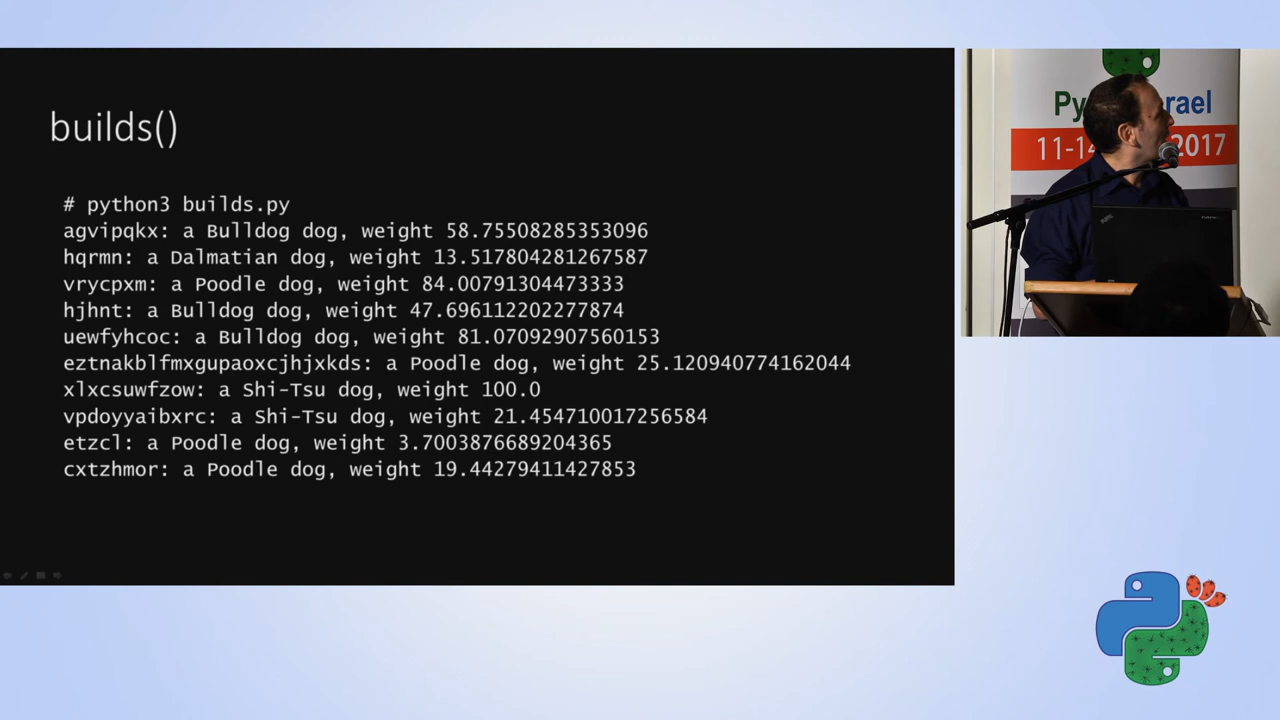 builds()
# python3 builds.py
agvipqkx: a Bulldog dog, weight 58.75508285353096
hqrmn: a Dalmatian dog, weight 13.517804281267587
vrycpxm: a Poodle dog, weight 84.00791304473333
hjhnt: a Bulldog dog, weight 47.696112202277874
uewfyhcoc: a Bulldog dog, weight 81.07092907560153
eztnakblfmxgupaoxcjhjxkds: a Poodle dog, weight 25.120940774162044
xlxcsuwfzow: a Shi-Tsu dog, weight 100.0
vpdoyyaibxrc: a Shi-Tsu dog, weight 21.454710017256584
etzcl: a Poodle dog, weight 3.7003876689204365
cxtzhmor: a Poodle dog, weight 19.44279411427853
Py rael
11-14 2017